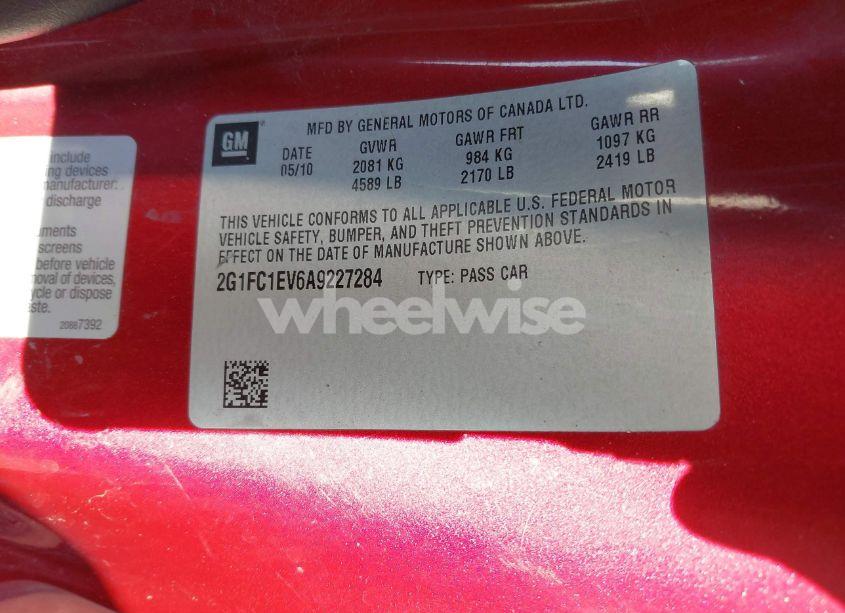 include
ing devices
manufacturer.
discharge
uments
screens
before vehicle
moval of devices,
ycle or dispose
ste.
20887392
GM
MFD BY GENERAL MOTORS OF CANADA LTD.
DATE GVWR GAWR FRT GAWR RR
05/10 2081 KG 984 KG 1097 KG
4589 LB 2170 LB 2419 LB
THIS VEHICLE CONFORMS TO ALL APPLICABLE U.S. FEDERAL MOTOR
VEHICLE SAFETY, BUMPER, AND THEFT PREVENTION STANDARDS IN
EFFECT ON THE DATE OF MANUFACTURE SHOWN ABOVE.
2G1FC1EV6A9227284 TYPE: PASS CAR
wheelwise